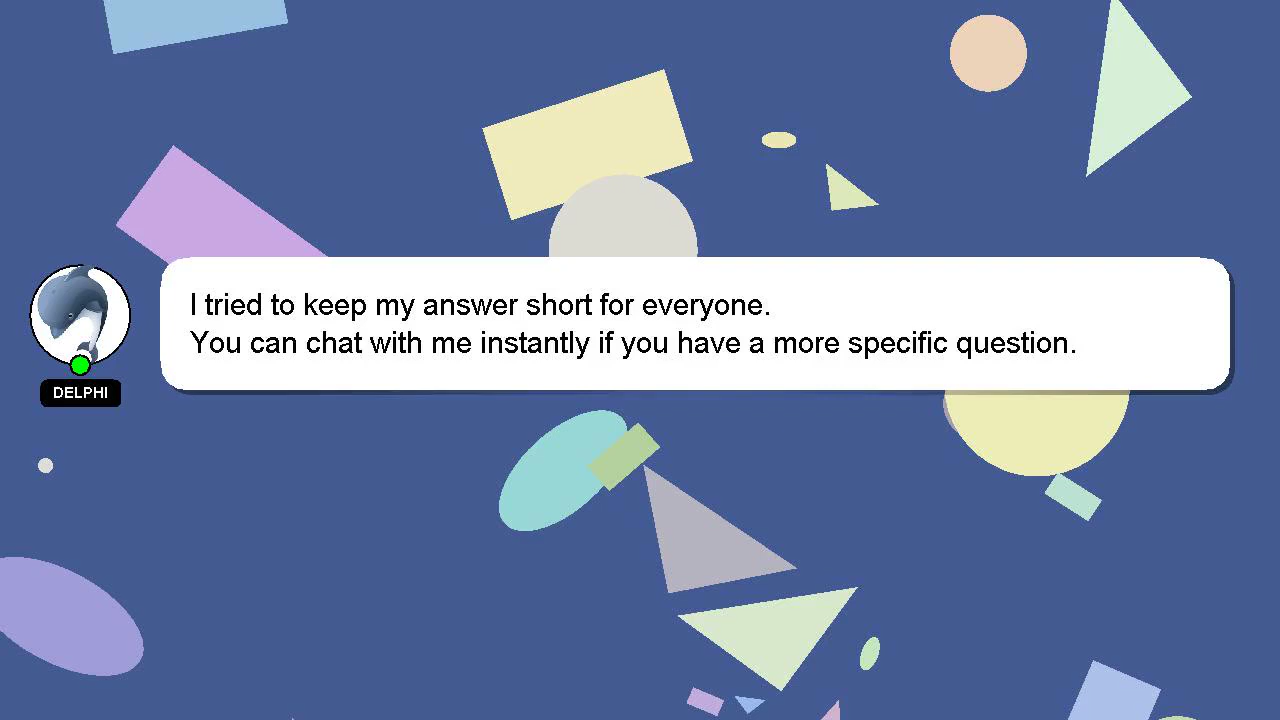 I tried to keep my answer short for everyone.
You can chat with me instantly if you have a more specific question.
DELPHI